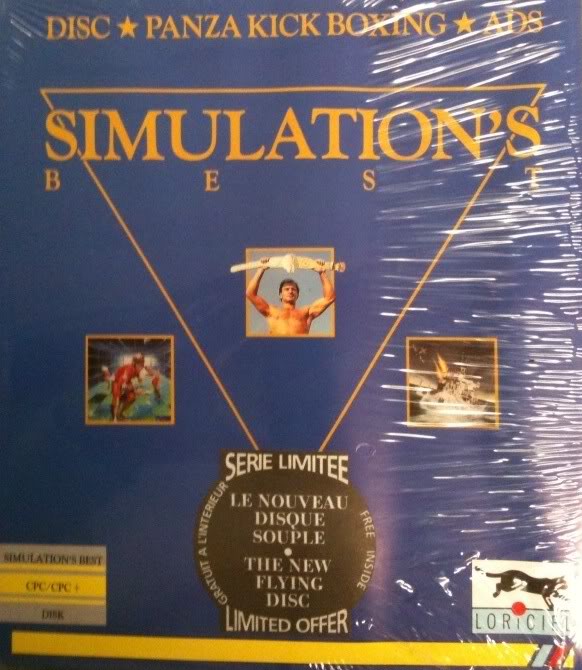 DISC ★ PANZA KICK BOXING ★ ADS
SIMULATION'S
BEST
SERIE LIMITEE
GRATUIT A L'INTERIEUR
LE NOUVEAU
DISQUE
SOUPLE
•
THE NEW
FLYING
DISC
FREE INSIDE
LIMITED OFFER
SIMULATION'S BEST
CPC/CPC +
DISK
LORICIEL